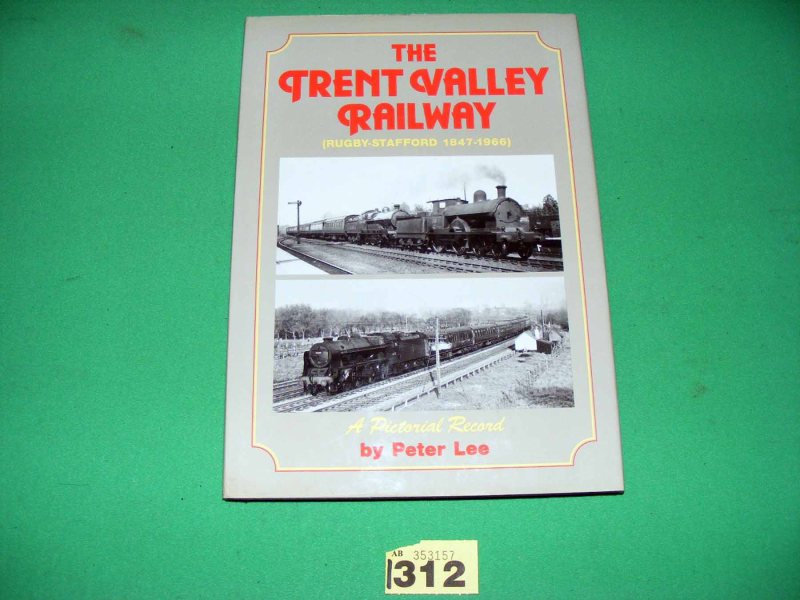 THE
TRENT VALLEY
RAILWAY
(RUGBY-STAFFORD 1847-1966)
A Pictorial Record
by Peter Lee
AB 353157
312